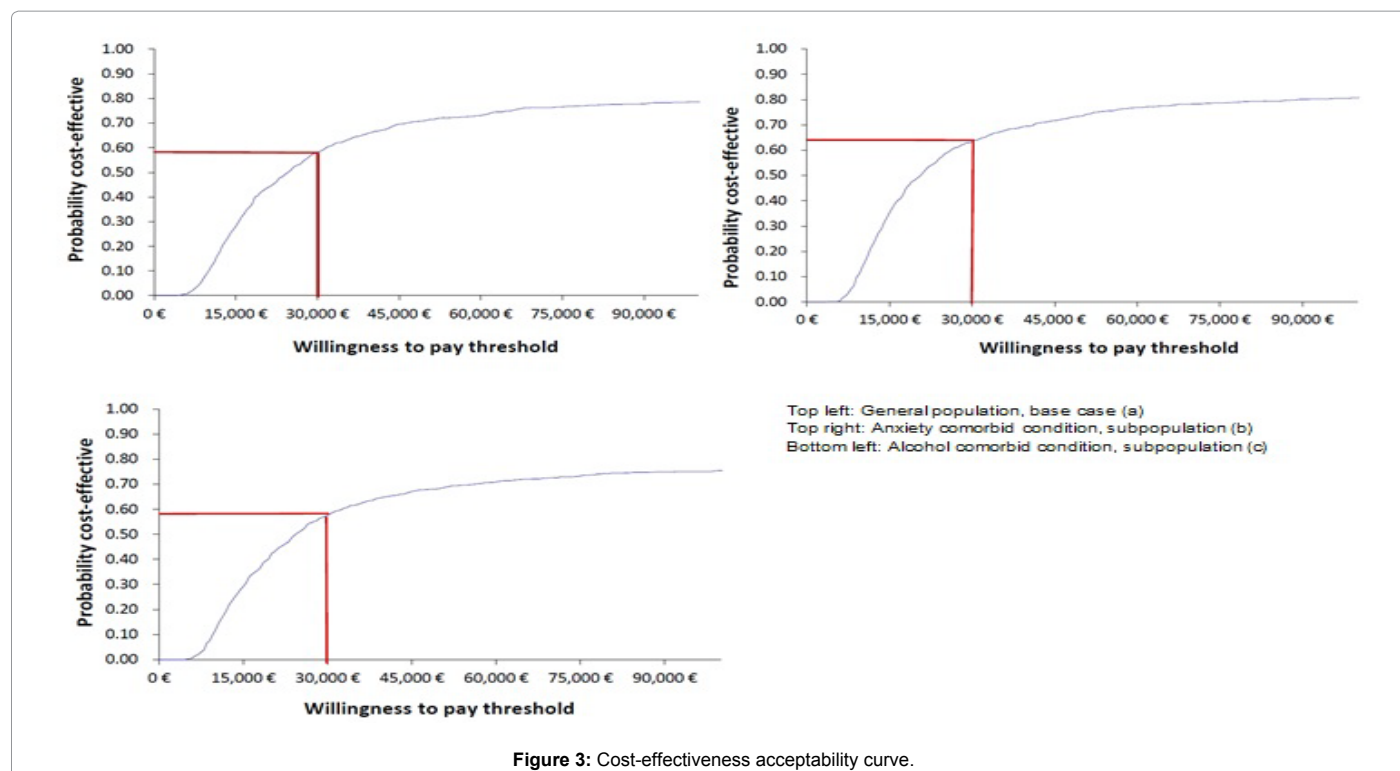 1.00
0.90
0.80
0.70
0.60
0.50
0.40
0.30
0.20
0.10
0.00
Probability cost-effective
0 € 15,000 € 30,000 € 45,000 € 60,000 € 75,000 € 90,000 €
Willingness to pay threshold
1.00
0.90
0.80
0.70
0.60
0.50
0.40
0.30
0.20
0.10
0.00
Probability cost-effective
0 € 15,000 € 30,000 € 45,000 € 60,000 € 75,000 € 90,000 €
Willingness to pay threshold
1.00
0.90
0.80
0.70
0.60
0.50
0.40
0.30
0.20
0.10
0.00
Probability cost-effective
0 € 15,000 € 30,000 € 45,000 € 60,000 € 75,000 € 90,000 €
Willingness to pay threshold
Top left: General population, base case (a)
Top right: Anxiety comorbid condition, subpopulation (b)
Bottom left: Alcohol comorbid condition, subpopulation (c)
Figure 3: Cost-effectiveness acceptability curve.